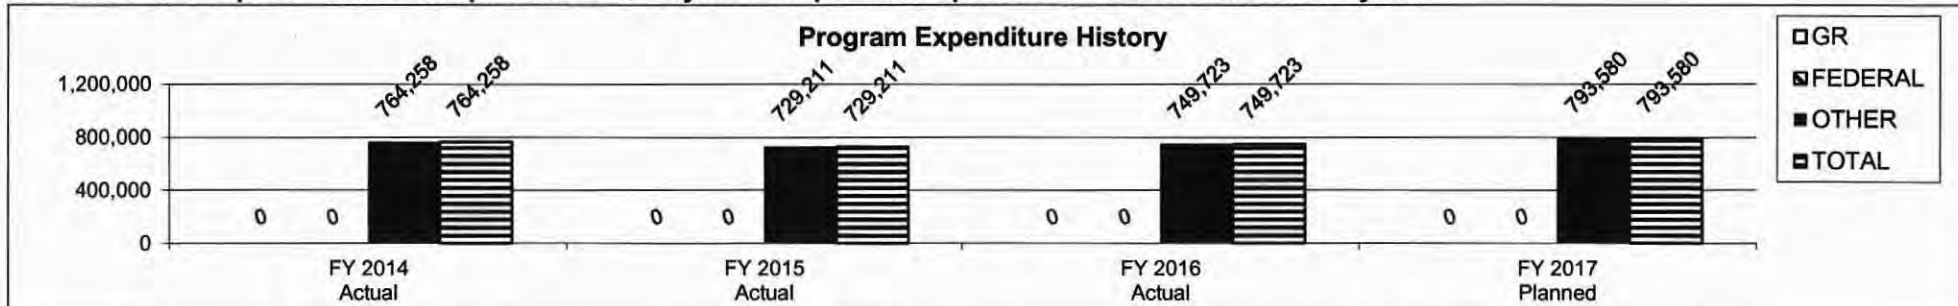 Program Expenditure History
1,200,000
800,000
400,000
0
764,258
764,258
729,211
729,211
749,723
749,723
793,580
793,580
0
0
0
0
0
0
0
0
FY 2014
Actual
FY 2015
Actual
FY 2016
Actual
FY 2017
Planned
GR
FEDERAL
OTHER
TOTAL